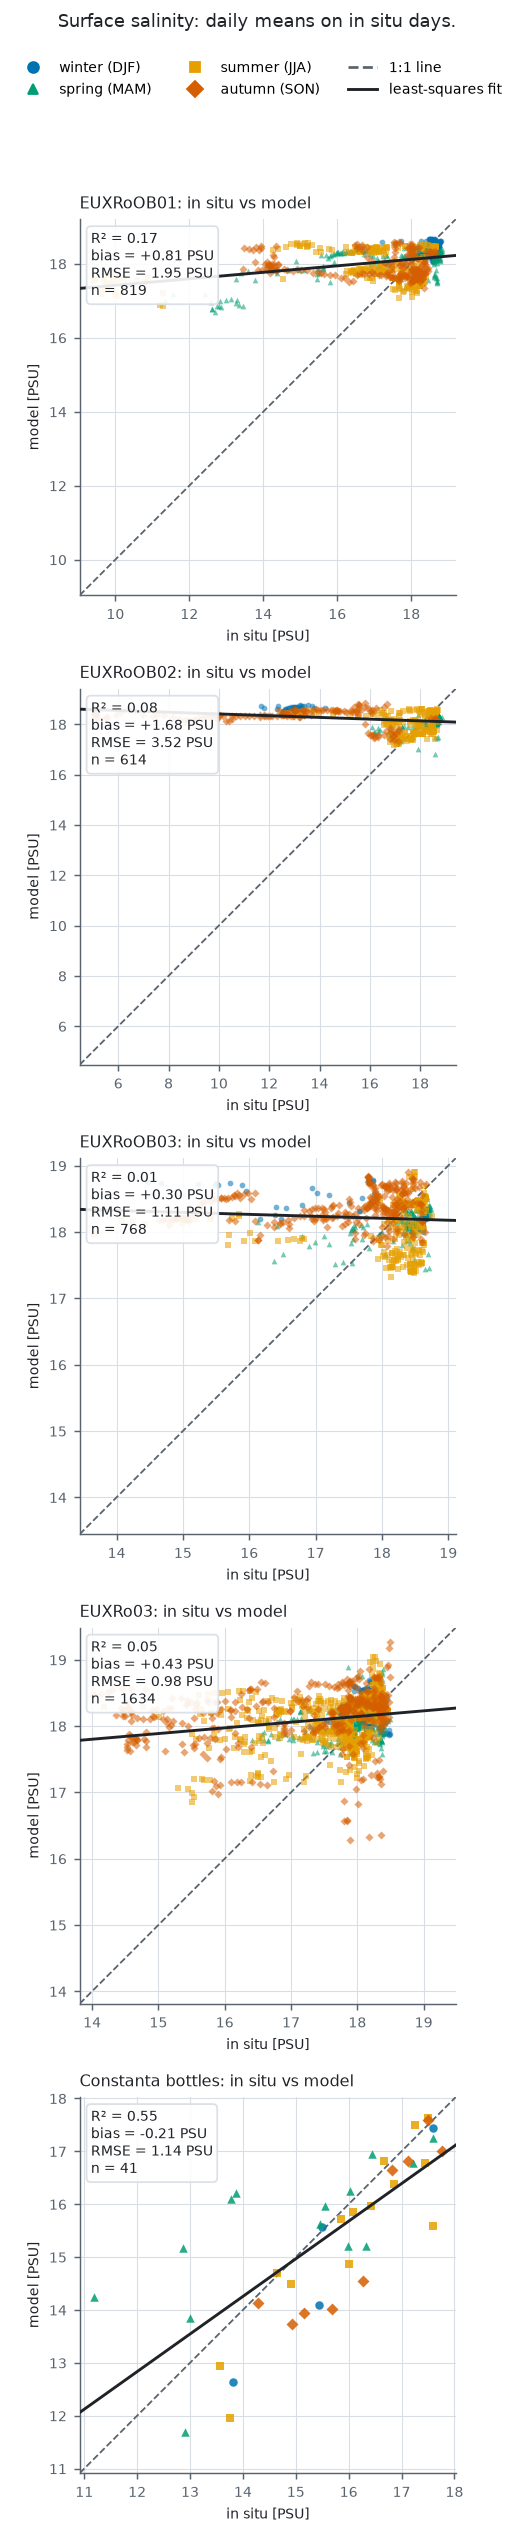 Surface salinity: daily means on in situ days.
winter (DJF)
spring (MAM)
summer (JJA)
autumn (SON)
1:1 line
least-squares fit
EUXRoOB01: in situ vs model
R² = 0.17
bias = +0.81 PSU
RMSE = 1.95 PSU
n = 819
18
16
14
12
10
model [PSU]
10 12 14 16 18
in situ [PSU]
EUXRoOB02: in situ vs model
R² = 0.08
bias = +1.68 PSU
RMSE = 3.52 PSU
n = 614
18
16
14
12
10
8
6
model [PSU]
6 8 10 12 14 16 18
in situ [PSU]
EUXRoOB03: in situ vs model
R² = 0.01
bias = +0.30 PSU
RMSE = 1.11 PSU
n = 768
19
18
17
16
15
14
model [PSU]
14 15 16 17 18 19
in situ [PSU]
EUXRo03: in situ vs model
R² = 0.05
bias = +0.43 PSU
RMSE = 0.98 PSU
n = 1634
19
18
17
16
15
14
model [PSU]
14 15 16 17 18 19
in situ [PSU]
Constanta bottles: in situ vs model
R² = 0.55
bias = -0.21 PSU
RMSE = 1.14 PSU
n = 41
18
17
16
15
14
13
12
11
model [PSU]
11 12 13 14 15 16 17 18
in situ [PSU]